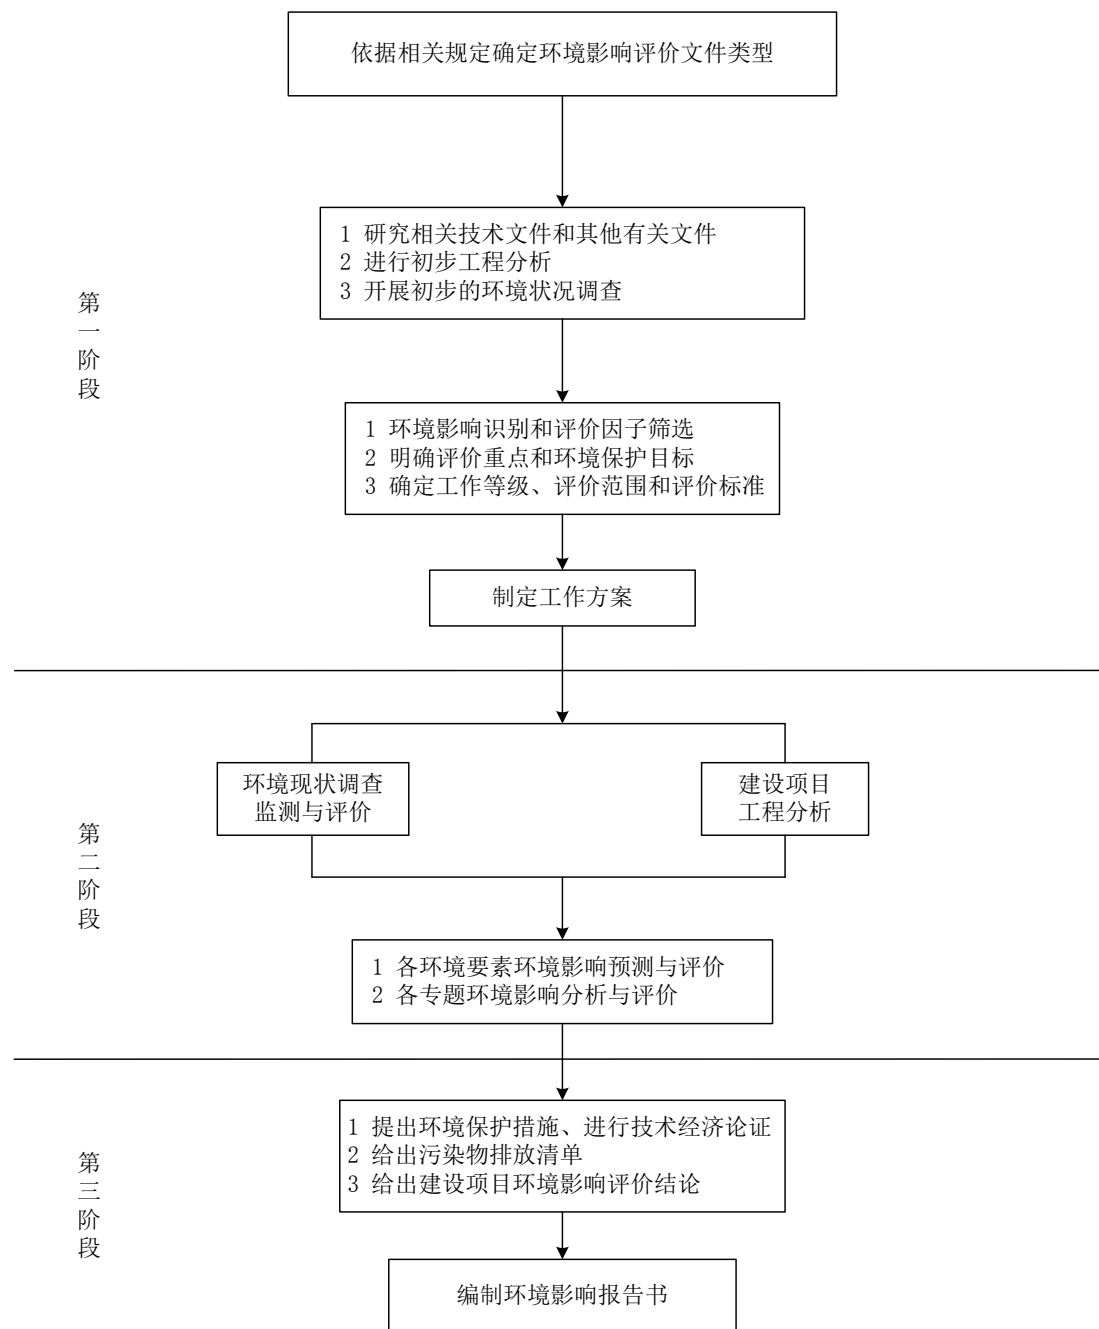 依据相关规定确定环境影响评价文件类型
1 研究相关技术文件和其他有关文件
2 进行初步工程分析
3 开展初步的环境状况调查
第
一
阶
段
1 环境影响识别和评价因子筛选
2 明确评价重点和环境保护目标
3 确定工作等级、评价范围和评价标准
制定工作方案
环境现状调查
监测与评价
建设项目
工程分析
第
二
阶
段
1 各环境要素环境影响预测与评价
2 各专题环境影响分析与评价
1 提出环境保护措施、进行技术经济论证
2 给出污染物排放清单
3 给出建设项目环境影响评价结论
第
三
阶
段
编制环境影响报告书